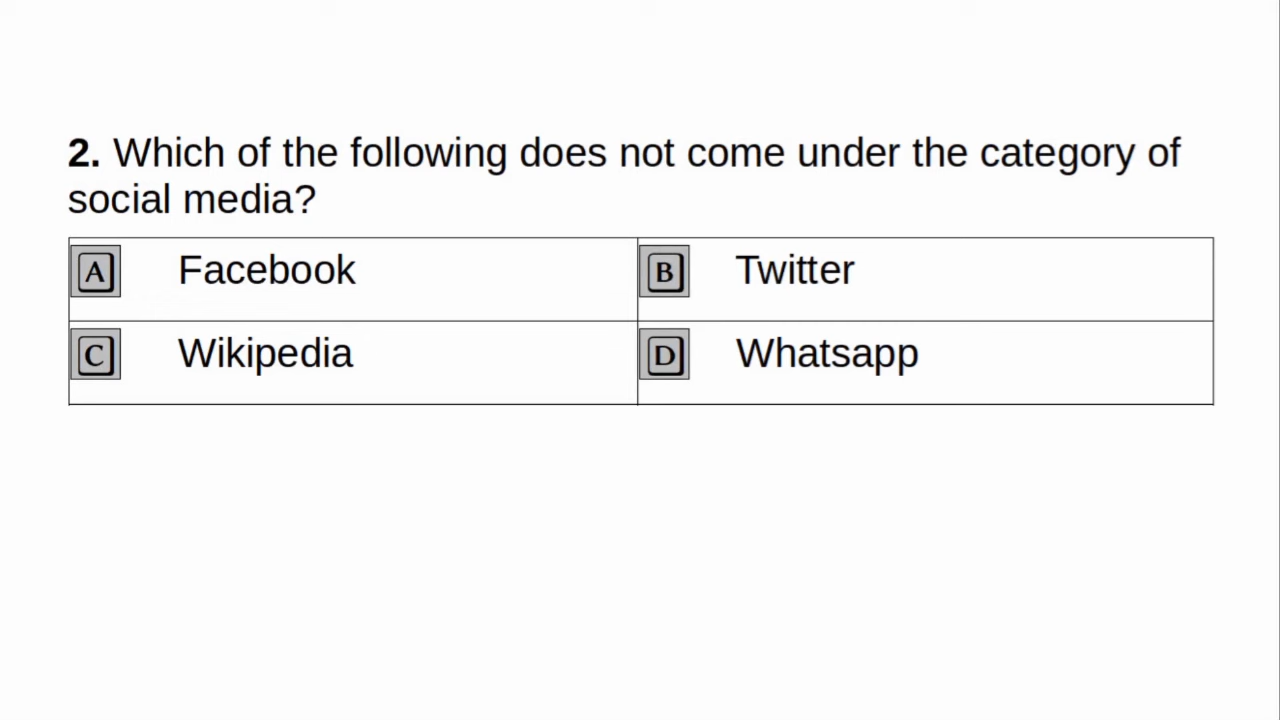 2. Which of the following does not come under the category of
social media?
A Facebook
B Twitter
C Wikipedia
D Whatsapp